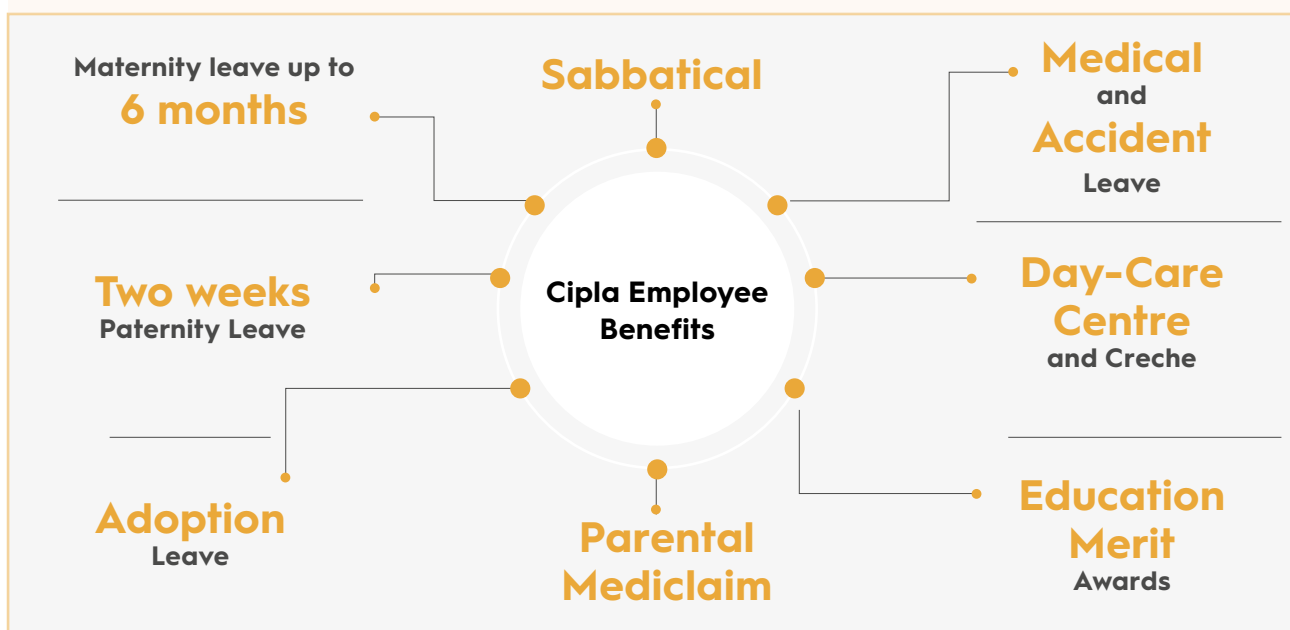 Maternity leave up to
6 months
Sabbatical
Medical
and
Accident
Leave
Two weeks
Paternity Leave
Cipla Employee
Benefits
Day-Care
Centre
and Creche
Adoption
Leave
Parental
Mediclaim
Education
Merit
Awards